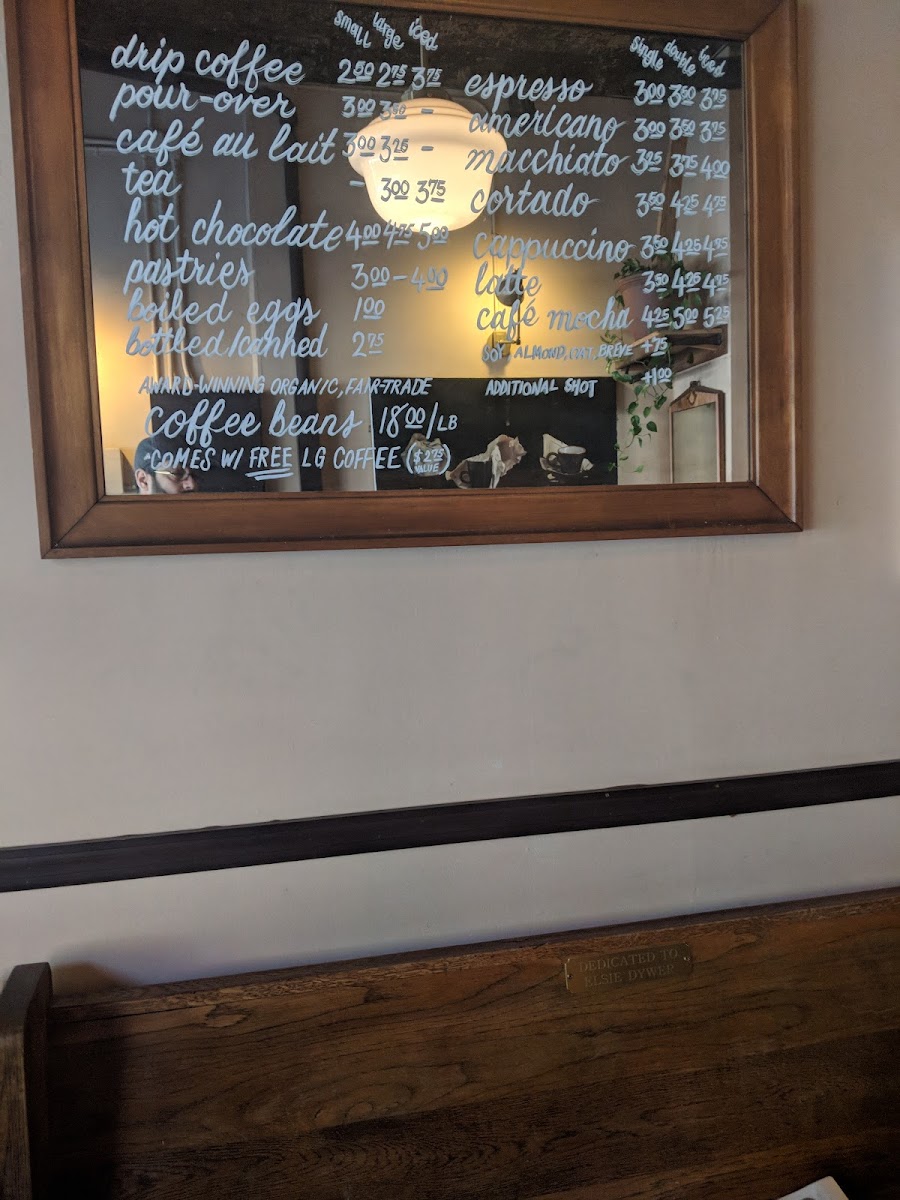 small large iced
drip coffee 2.50 2.75 3.75
pour-over 3.00 3.50 -
café au lait 3.00 3.25 -
tea - 3.00 3.75
hot chocolate 4.00 4.75 5.00
pastries 3.00-4.00
boiled eggs 1.00
bottled/canned 2.75
AWARD-WINNING ORGANIC, FAIR-TRADE
coffee beans 18.00/LB
*COMES W/ FREE LG COFFEE ($2.75 VALUE)
single double iced
espresso 3.00 3.50 3.75
americano 3.00 3.50 3.75
macchiato 3.25 3.75 4.00
cortado 3.50 4.25 4.75
cappuccino 3.50 4.25 4.75
latte 3.50 4.25 4.75
café mocha 4.25 5.00 5.25
SOY, ALMOND, OAT, BREVE +.75
ADDITIONAL SHOT +1.00
DEDICATED TO
ELSIE DYWER